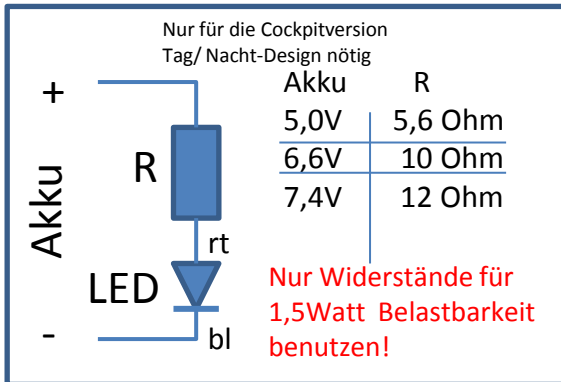 Nur für die Cockpitversion
Tag/ Nacht-Design nötig
+
Akku
R
rt
LED
-
bl
Akku R
5,0V 5,6 Ohm
6,6V 10 Ohm
7,4V 12 Ohm
Nur Widerstände für
1,5Watt Belastbarkeit
benutzen!